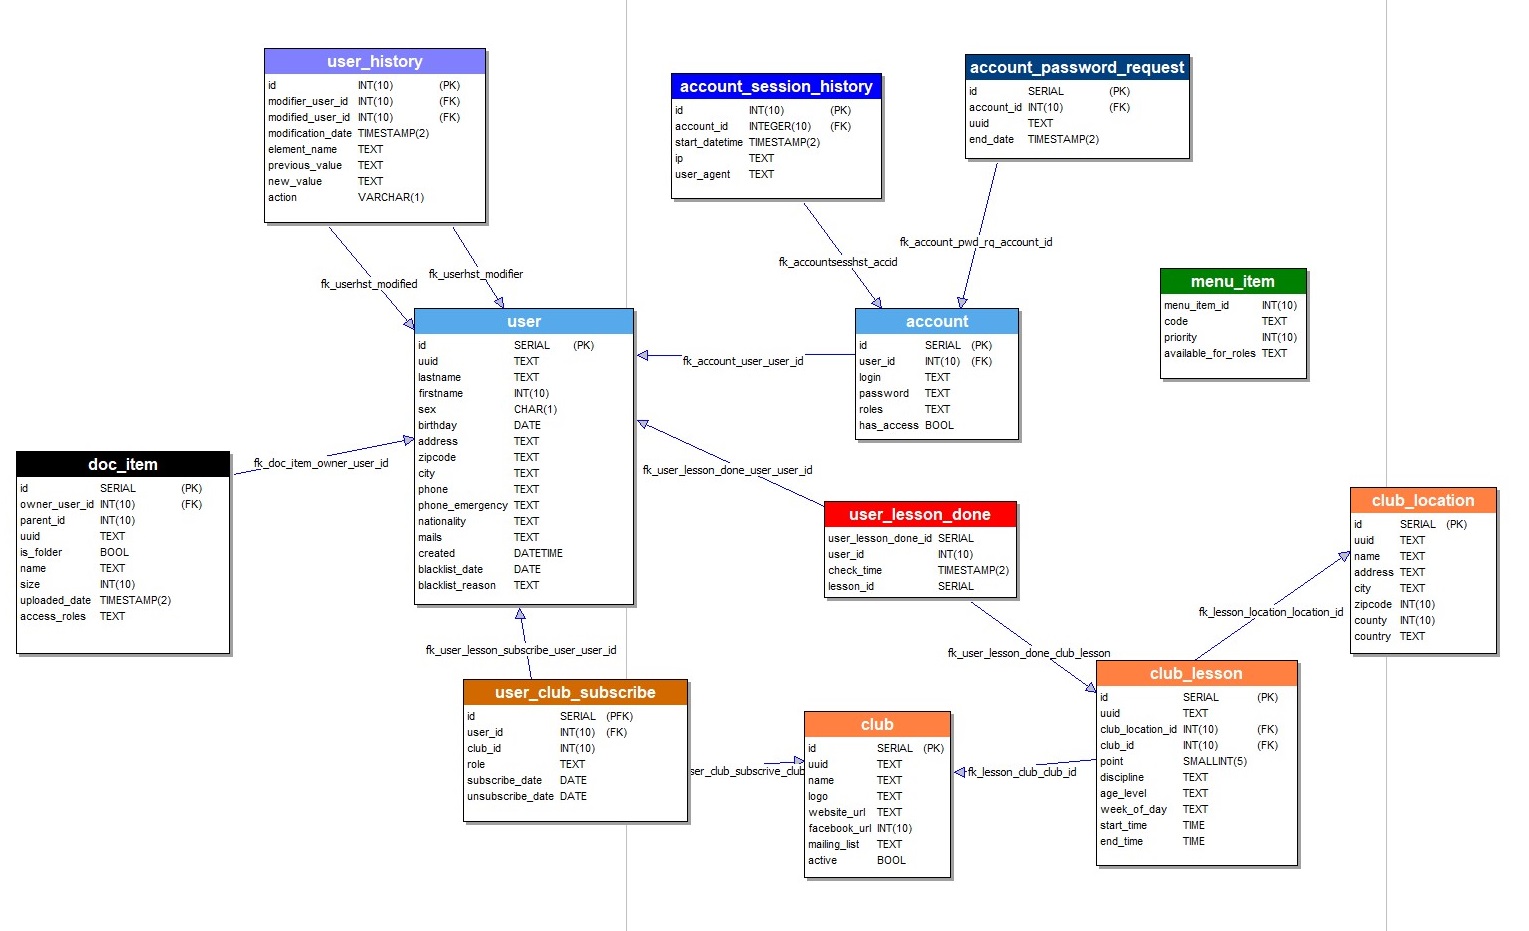 user_history
id INT(10) (PK)
modifier_user_id INT(10) (FK)
modified_user_id INT(10) (FK)
modification_date TIMESTAMP(2)
element_name TEXT
previous_value TEXT
new_value TEXT
action VARCHAR(1)
account_session_history
id INT(10) (PK)
account_id INTEGER(10) (FK)
start_datetime TIMESTAMP(2)
ip TEXT
user_agent TEXT
account_password_request
id SERIAL (PK)
account_id INT(10) (FK)
uuid TEXT
end_date TIMESTAMP(2)
fk_userhst_modified
fk_userhst_modifier
fk_accountsesshst_accid
fk_account_pwd_rq_account_id
menu_item
menu_item_id INT(10)
code TEXT
priority INT(10)
available_for_roles TEXT
user
id SERIAL (PK)
uuid TEXT
lastname TEXT
firstname INT(10)
sex CHAR(1)
birthday DATE
address TEXT
zipcode TEXT
city TEXT
phone TEXT
phone_emergency TEXT
nationality TEXT
mails TEXT
created DATETIME
blacklist_date DATE
blacklist_reason TEXT
fk_account_user_user_id
account
id SERIAL (PK)
user_id INT(10) (FK)
login TEXT
password TEXT
roles TEXT
has_access BOOL
doc_item
id SERIAL (PK)
owner_user_id INT(10) (FK)
parent_id INT(10)
uuid TEXT
is_folder BOOL
name TEXT
size INT(10)
uploaded_date TIMESTAMP(2)
access_roles TEXT
fk_doc_item_owner_user_id
fk_user_lesson_done_user_user_id
user_lesson_done
user_lesson_done_id SERIAL
user_id INT(10)
check_time TIMESTAMP(2)
lesson_id SERIAL
club_location
id SERIAL (PK)
uuid TEXT
name TEXT
address TEXT
city TEXT
zipcode INT(10)
county INT(10)
country TEXT
fk_lesson_location_location_id
fk_user_lesson_done_club_lesson
fk_user_lesson_subscribe_user_user_id
user_club_subscribe
id SERIAL (PFK)
user_id INT(10) (FK)
club_id INT(10)
role TEXT
subscribe_date DATE
unsubscribe_date DATE
ser_club_subscrive_club
club
id SERIAL (PK)
uuid TEXT
name TEXT
logo TEXT
website_url TEXT
facebook_url INT(10)
mailing_list TEXT
active BOOL
fk_lesson_club_club_id
club_lesson
id SERIAL (PK)
uuid TEXT
club_location_id INT(10) (FK)
club_id INT(10) (FK)
point SMALLINT(5)
discipline TEXT
age_level TEXT
week_of_day TEXT
start_time TIME
end_time TIME